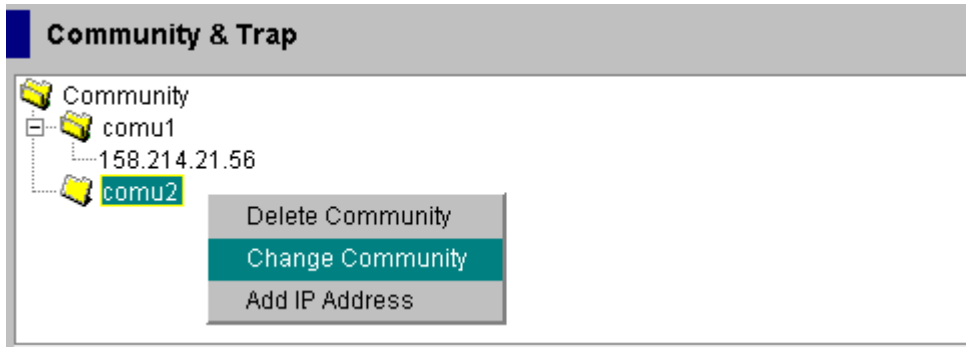 Community & Trap
Community
comu1
158.214.21.56
comu2
Delete Community
Change Community
Add IP Address